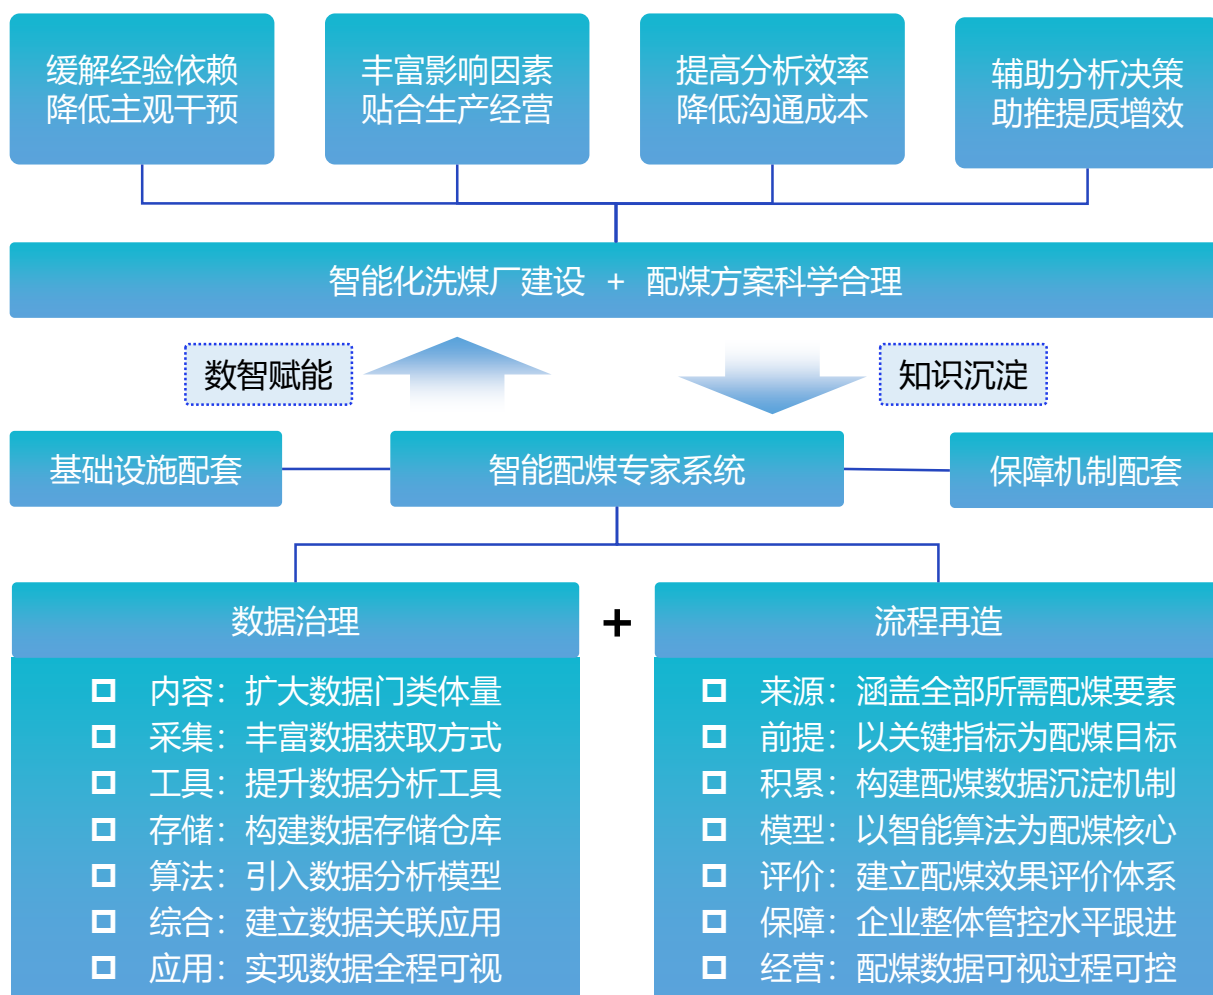 缓解经验依赖
降低主观干预
丰富影响因素
贴合生产经营
提高分析效率
降低沟通成本
辅助分析决策
助推提质增效
智能化洗煤厂建设 + 配煤方案科学合理
数智赋能
知识沉淀
基础设施配套
智能配煤专家系统
保障机制配套
数据治理
+
流程再造
内容：扩大数据门类体量
采集：丰富数据获取方式
工具：提升数据分析工具
存储：构建数据存储仓库
算法：引入数据分析模型
综合：建立数据关联应用
应用：实现数据全程可视
来源：涵盖全部所需配煤要素
前提：以关键指标为配煤目标
积累：构建配煤数据沉淀机制
模型：以智能算法为配煤核心
评价：建立配煤效果评价体系
保障：企业整体管控水平跟进
经营：配煤数据可视过程可控